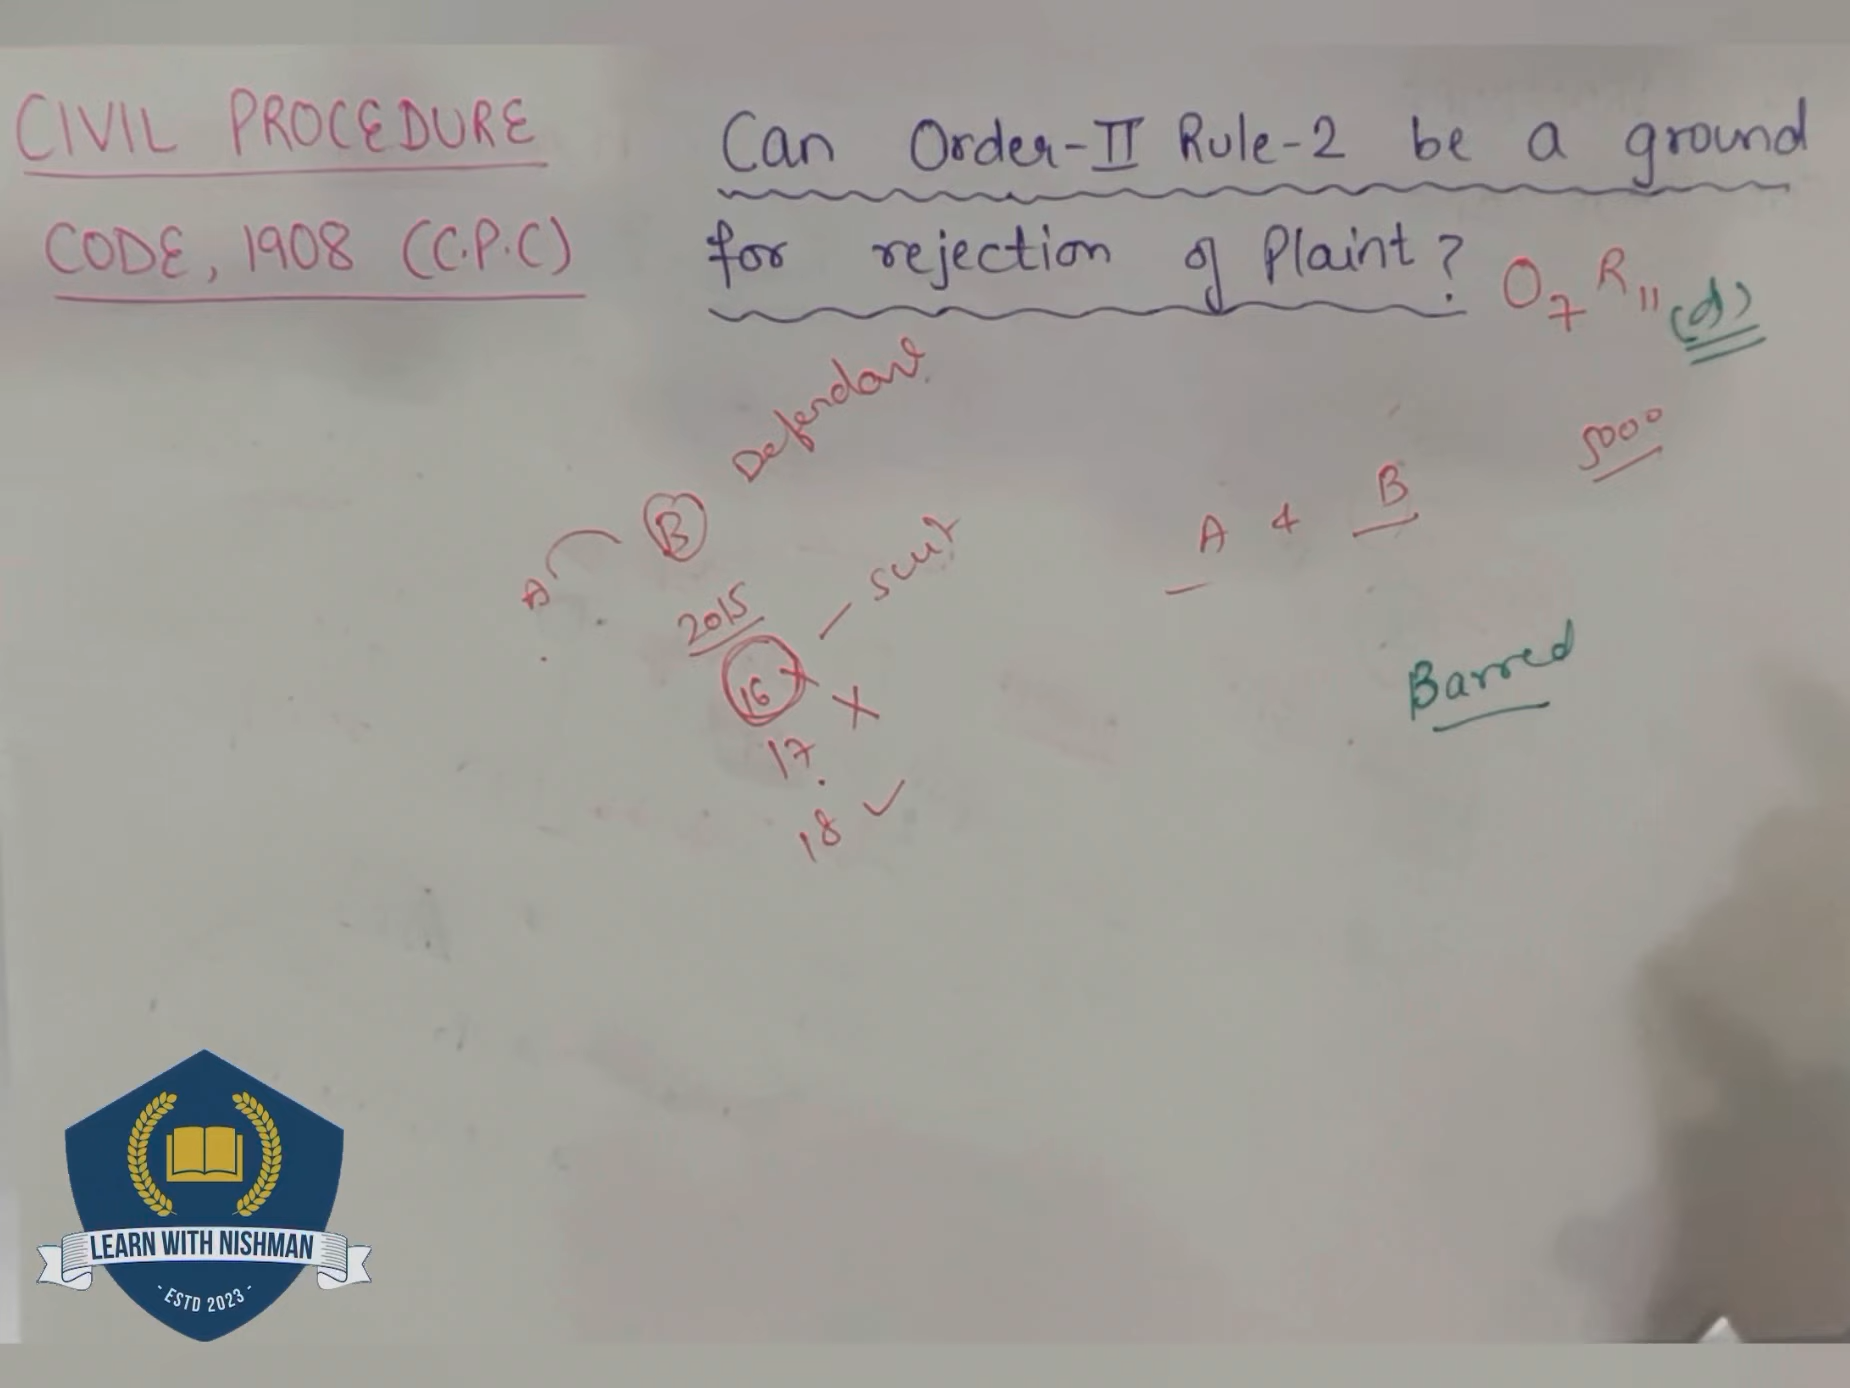 CIVIL PROCEDURE
CODE, 1908 (C.P.C)
Can Order-II Rule-2 be a ground
for rejection of Plaint?
O7 R11 (d)
Defendant
5000
B
A
A & B
2015
suit
16 x
x
17
18 ✓
Barred
LEARN WITH NISHMAN
· ESTD 2023 ·